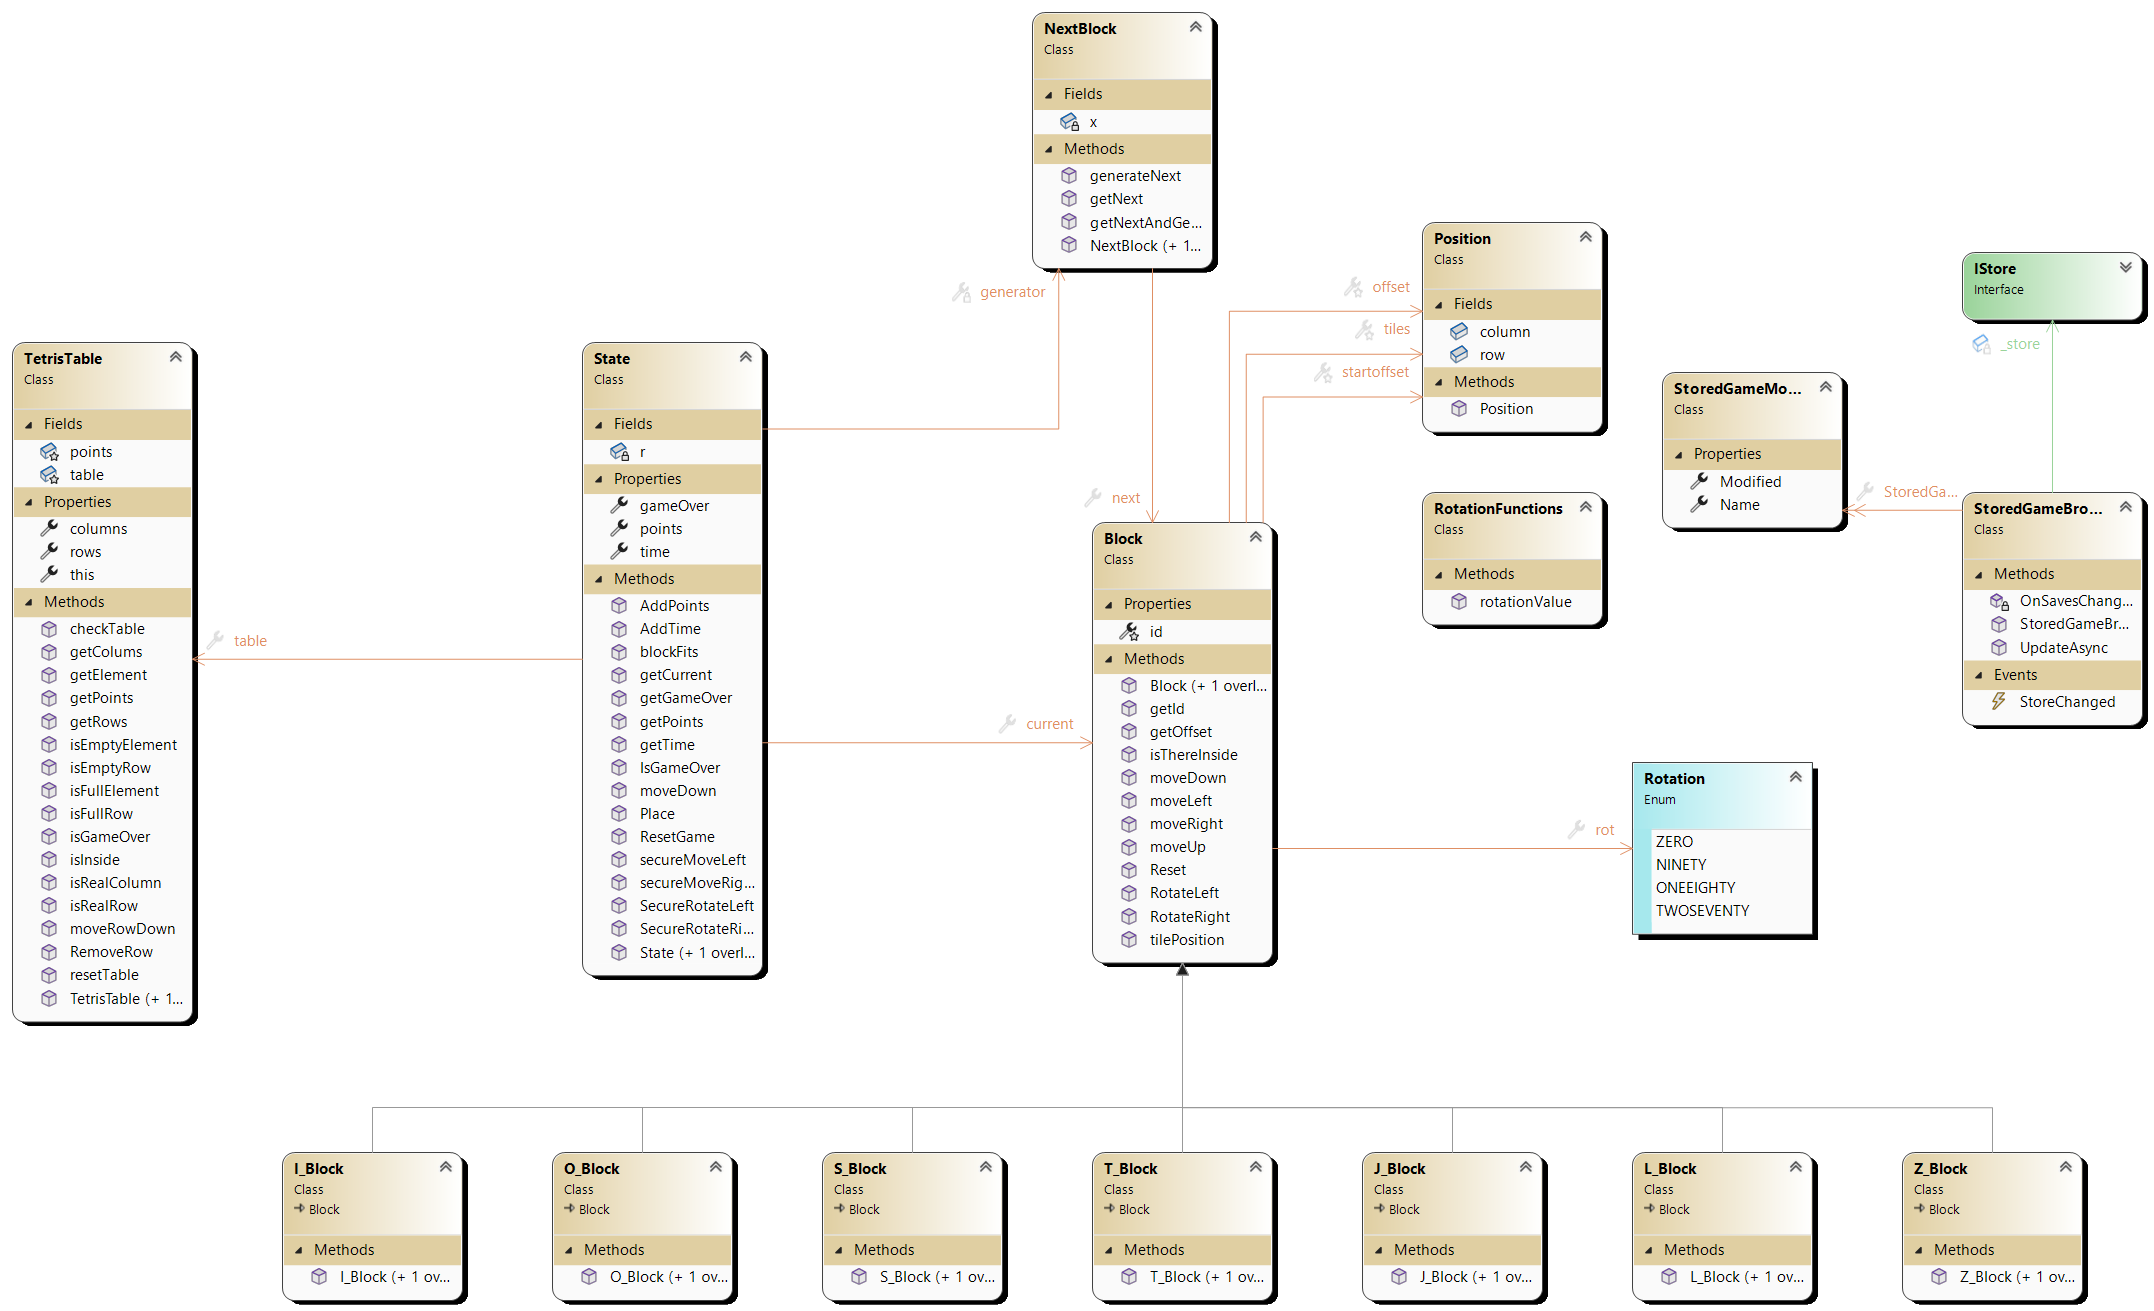 NextBlock
Class
Fields
x
Methods
generateNext
getNext
getNextAndGe...
NextBlock (+ 1...
generator
next
Position
Class
Fields
column
row
Methods
Position
offset
tiles
startoffset
IStore
Interface
_store
TetrisTable
Class
Fields
points
table
Properties
columns
rows
this
Methods
checkTable
getColums
getElement
getPoints
getRows
isEmptyElement
isEmptyRow
isFullElement
isFullRow
isGameOver
isInside
isRealColumn
isRealRow
moveRowDown
RemoveRow
resetTable
TetrisTable (+ 1...
table
State
Class
Fields
r
Properties
gameOver
points
time
Methods
AddPoints
AddTime
blockFits
getCurrent
getGameOver
getPoints
getTime
IsGameOver
moveDown
Place
ResetGame
secureMoveLeft
secureMoveRig...
SecureRotateLeft
SecureRotateRi...
State (+ 1 overl...
current
Block
Class
Properties
id
Methods
Block (+ 1 overl...
getId
getOffset
isThereInside
moveDown
moveLeft
moveRight
moveUp
Reset
RotateLeft
RotateRight
tilePosition
RotationFunctions
Class
Methods
rotationValue
StoredGameMo...
Class
Properties
Modified
Name
StoredGa...
StoredGameBro...
Class
Methods
OnSavesChang...
StoredGameBr...
UpdateAsync
Events
StoreChanged
rot
Rotation
Enum
ZERO
NINETY
ONEEIGHTY
TWOSEVENTY
I_Block
Class
Block
Methods
I_Block (+ 1 ov...
O_Block
Class
Block
Methods
O_Block (+ 1 ov...
S_Block
Class
Block
Methods
S_Block (+ 1 ov...
T_Block
Class
Block
Methods
T_Block (+ 1 ov...
J_Block
Class
Block
Methods
J_Block (+ 1 ov...
L_Block
Class
Block
Methods
L_Block (+ 1 ov...
Z_Block
Class
Block
Methods
Z_Block (+ 1 ov...